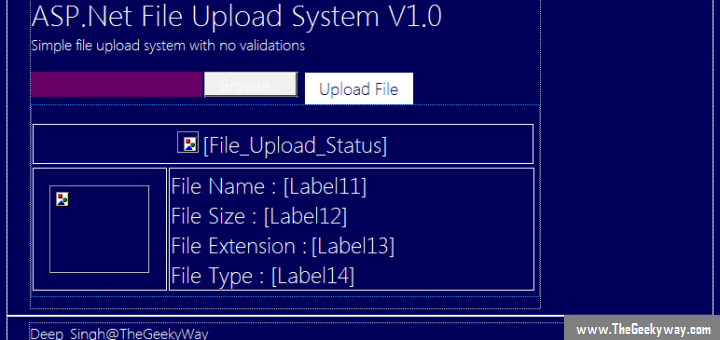 ASP.Net File Upload System V1.0
Simple file upload system with no validations
Browse... Upload File
[File_Upload_Status]
File Name : [Label11]
File Size : [Label12]
File Extension : [Label13]
File Type : [Label14]
Deep_Singh@TheGeekyWay
www.TheGeekyway.com